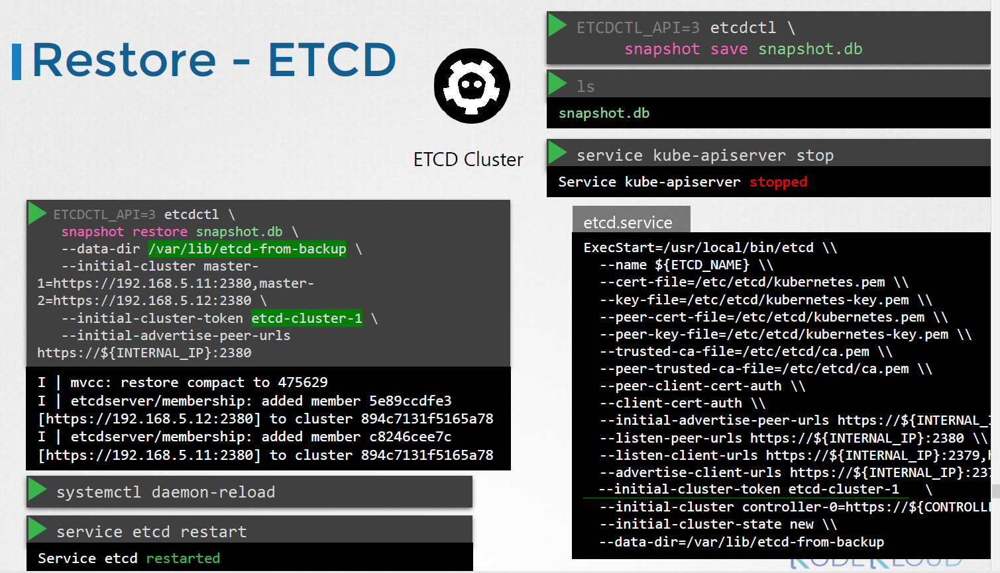 Restore - ETCD
ETCD Cluster
ETCDCTL_API=3 etcdctl \
snapshot save snapshot.db
ls
snapshot.db
service kube-apiserver stop
Service kube-apiserver stopped
ETCDCTL_API=3 etcdctl \
snapshot restore snapshot.db \
--data-dir /var/lib/etcd-from-backup \
--initial-cluster master-
1=https://192.168.5.11:2380,master-
2=https://192.168.5.12:2380 \
--initial-cluster-token etcd-cluster-1 \
--initial-advertise-peer-urls
https://${INTERNAL_IP}:2380
I | mvcc: restore compact to 475629
I | etcdserver/membership: added member 5e89ccdfe3
[https://192.168.5.12:2380] to cluster 894c7131f5165a78
I | etcdserver/membership: added member c8246cee7c
[https://192.168.5.11:2380] to cluster 894c7131f5165a78
systemctl daemon-reload
service etcd restart
Service etcd restarted
etcd.service
ExecStart=/usr/local/bin/etcd \\
--name ${ETCD_NAME} \\
--cert-file=/etc/etcd/kubernetes.pem \\
--key-file=/etc/etcd/kubernetes-key.pem \\
--peer-cert-file=/etc/etcd/kubernetes.pem \\
--peer-key-file=/etc/etcd/kubernetes-key.pem \\
--trusted-ca-file=/etc/etcd/ca.pem \\
--peer-trusted-ca-file=/etc/etcd/ca.pem \\
--peer-client-cert-auth \\
--client-cert-auth \\
--initial-advertise-peer-urls https://${INTERNAL_
--listen-peer-urls https://${INTERNAL_IP}:2380 \\
--listen-client-urls https://${INTERNAL_IP}:2379,
--advertise-client-urls https://${INTERNAL_IP}:237
--initial-cluster-token etcd-cluster-1 \
--initial-cluster controller-0=https://${CONTROLL
--initial-cluster-state new \\
--data-dir=/var/lib/etcd-from-backup